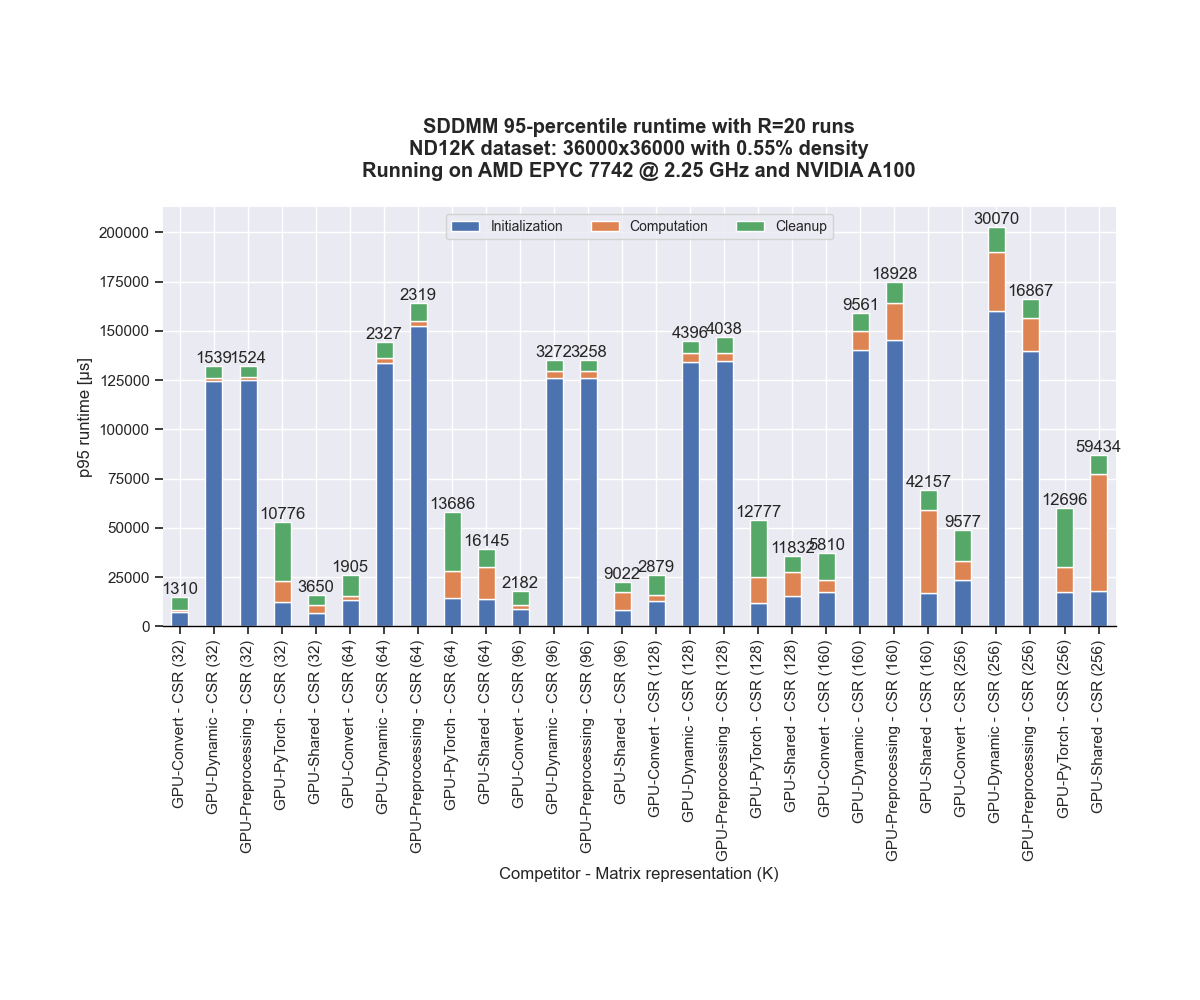 SDDMM 95-percentile runtime with R=20 runs
ND12K dataset: 36000x36000 with 0.55% density
Running on AMD EPYC 7742 @ 2.25 GHz and NVIDIA A100
Initialization Computation Cleanup
p95 runtime [µs]
200000
175000
150000
125000
100000
75000
50000
25000
0
1310
1539
1524
10776
3650
1905
2327
2319
13686
16145
2182
3272
3258
9022
2879
4396
4038
12777
11832
5810
9561
18928
42157
9577
30070
16867
12696
59434
GPU-Convert - CSR (32)
GPU-Dynamic - CSR (32)
GPU-Preprocessing - CSR (32)
GPU-PyTorch - CSR (32)
GPU-Shared - CSR (32)
GPU-Convert - CSR (64)
GPU-Dynamic - CSR (64)
GPU-Preprocessing - CSR (64)
GPU-PyTorch - CSR (64)
GPU-Shared - CSR (64)
GPU-Convert - CSR (96)
GPU-Dynamic - CSR (96)
GPU-Preprocessing - CSR (96)
GPU-Shared - CSR (96)
GPU-Convert - CSR (128)
GPU-Dynamic - CSR (128)
GPU-Preprocessing - CSR (128)
GPU-PyTorch - CSR (128)
GPU-Shared - CSR (128)
GPU-Convert - CSR (160)
GPU-Dynamic - CSR (160)
GPU-Preprocessing - CSR (160)
GPU-Shared - CSR (160)
GPU-Convert - CSR (256)
GPU-Dynamic - CSR (256)
GPU-Preprocessing - CSR (256)
GPU-PyTorch - CSR (256)
GPU-Shared - CSR (256)
Competitor - Matrix representation (K)